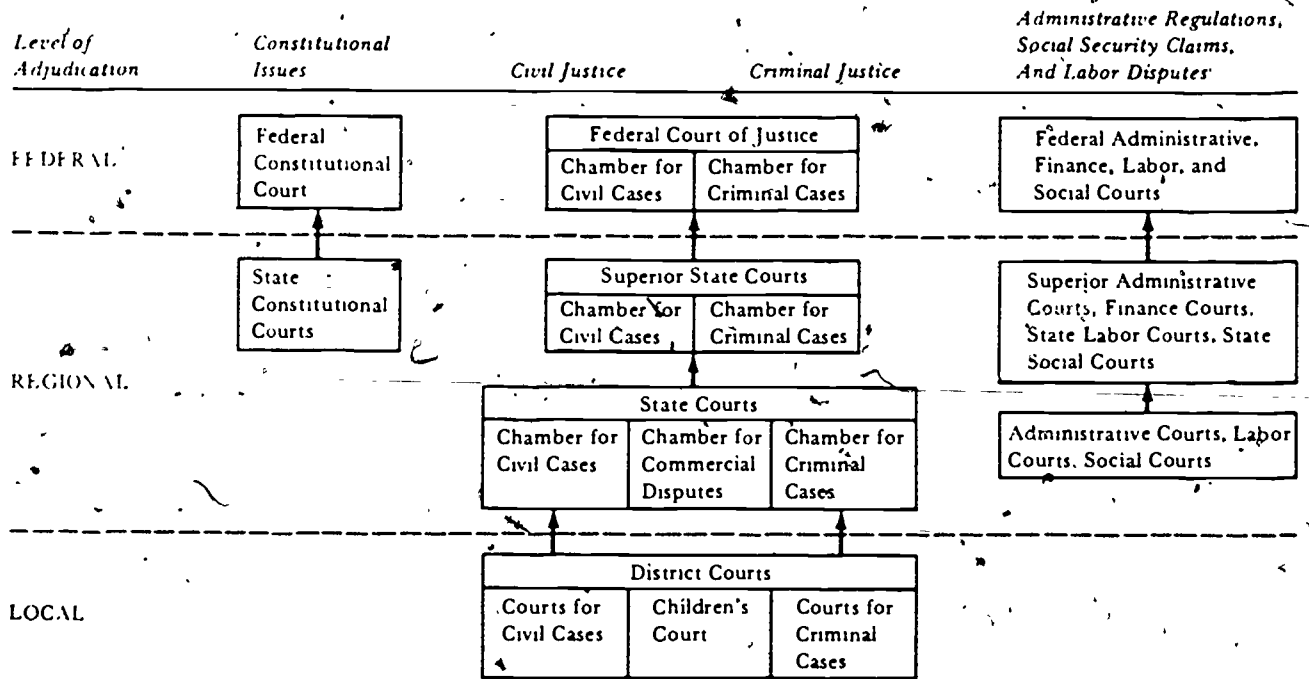 Level of
Adjudication
Constitutional
Issues
Civil Justice
Criminal Justice
Administrative Regulations,
Social Security Claims,
And Labor Disputes
FEDERAL
Federal
Constitutional
Court
Federal Court of Justice
Chamber for
Civil Cases
Chamber for
Criminal Cases
Federal Administrative,
Finance, Labor, and
Social Courts
REGIONAL
State
Constitutional
Courts
Superior State Courts
Chamber for
Civil Cases
Chamber for
Criminal Cases
Superior Administrative
Courts, Finance Courts,
State Labor Courts, State
Social Courts
State Courts
Chamber for
Civil Cases
Chamber for
Commercial
Disputes
Chamber for
Criminal
Cases
Administrative Courts, Labor
Courts, Social Courts
LOCAL
District Courts
Courts for
Civil Cases
Children's
Court
Courts for
Criminal
Cases